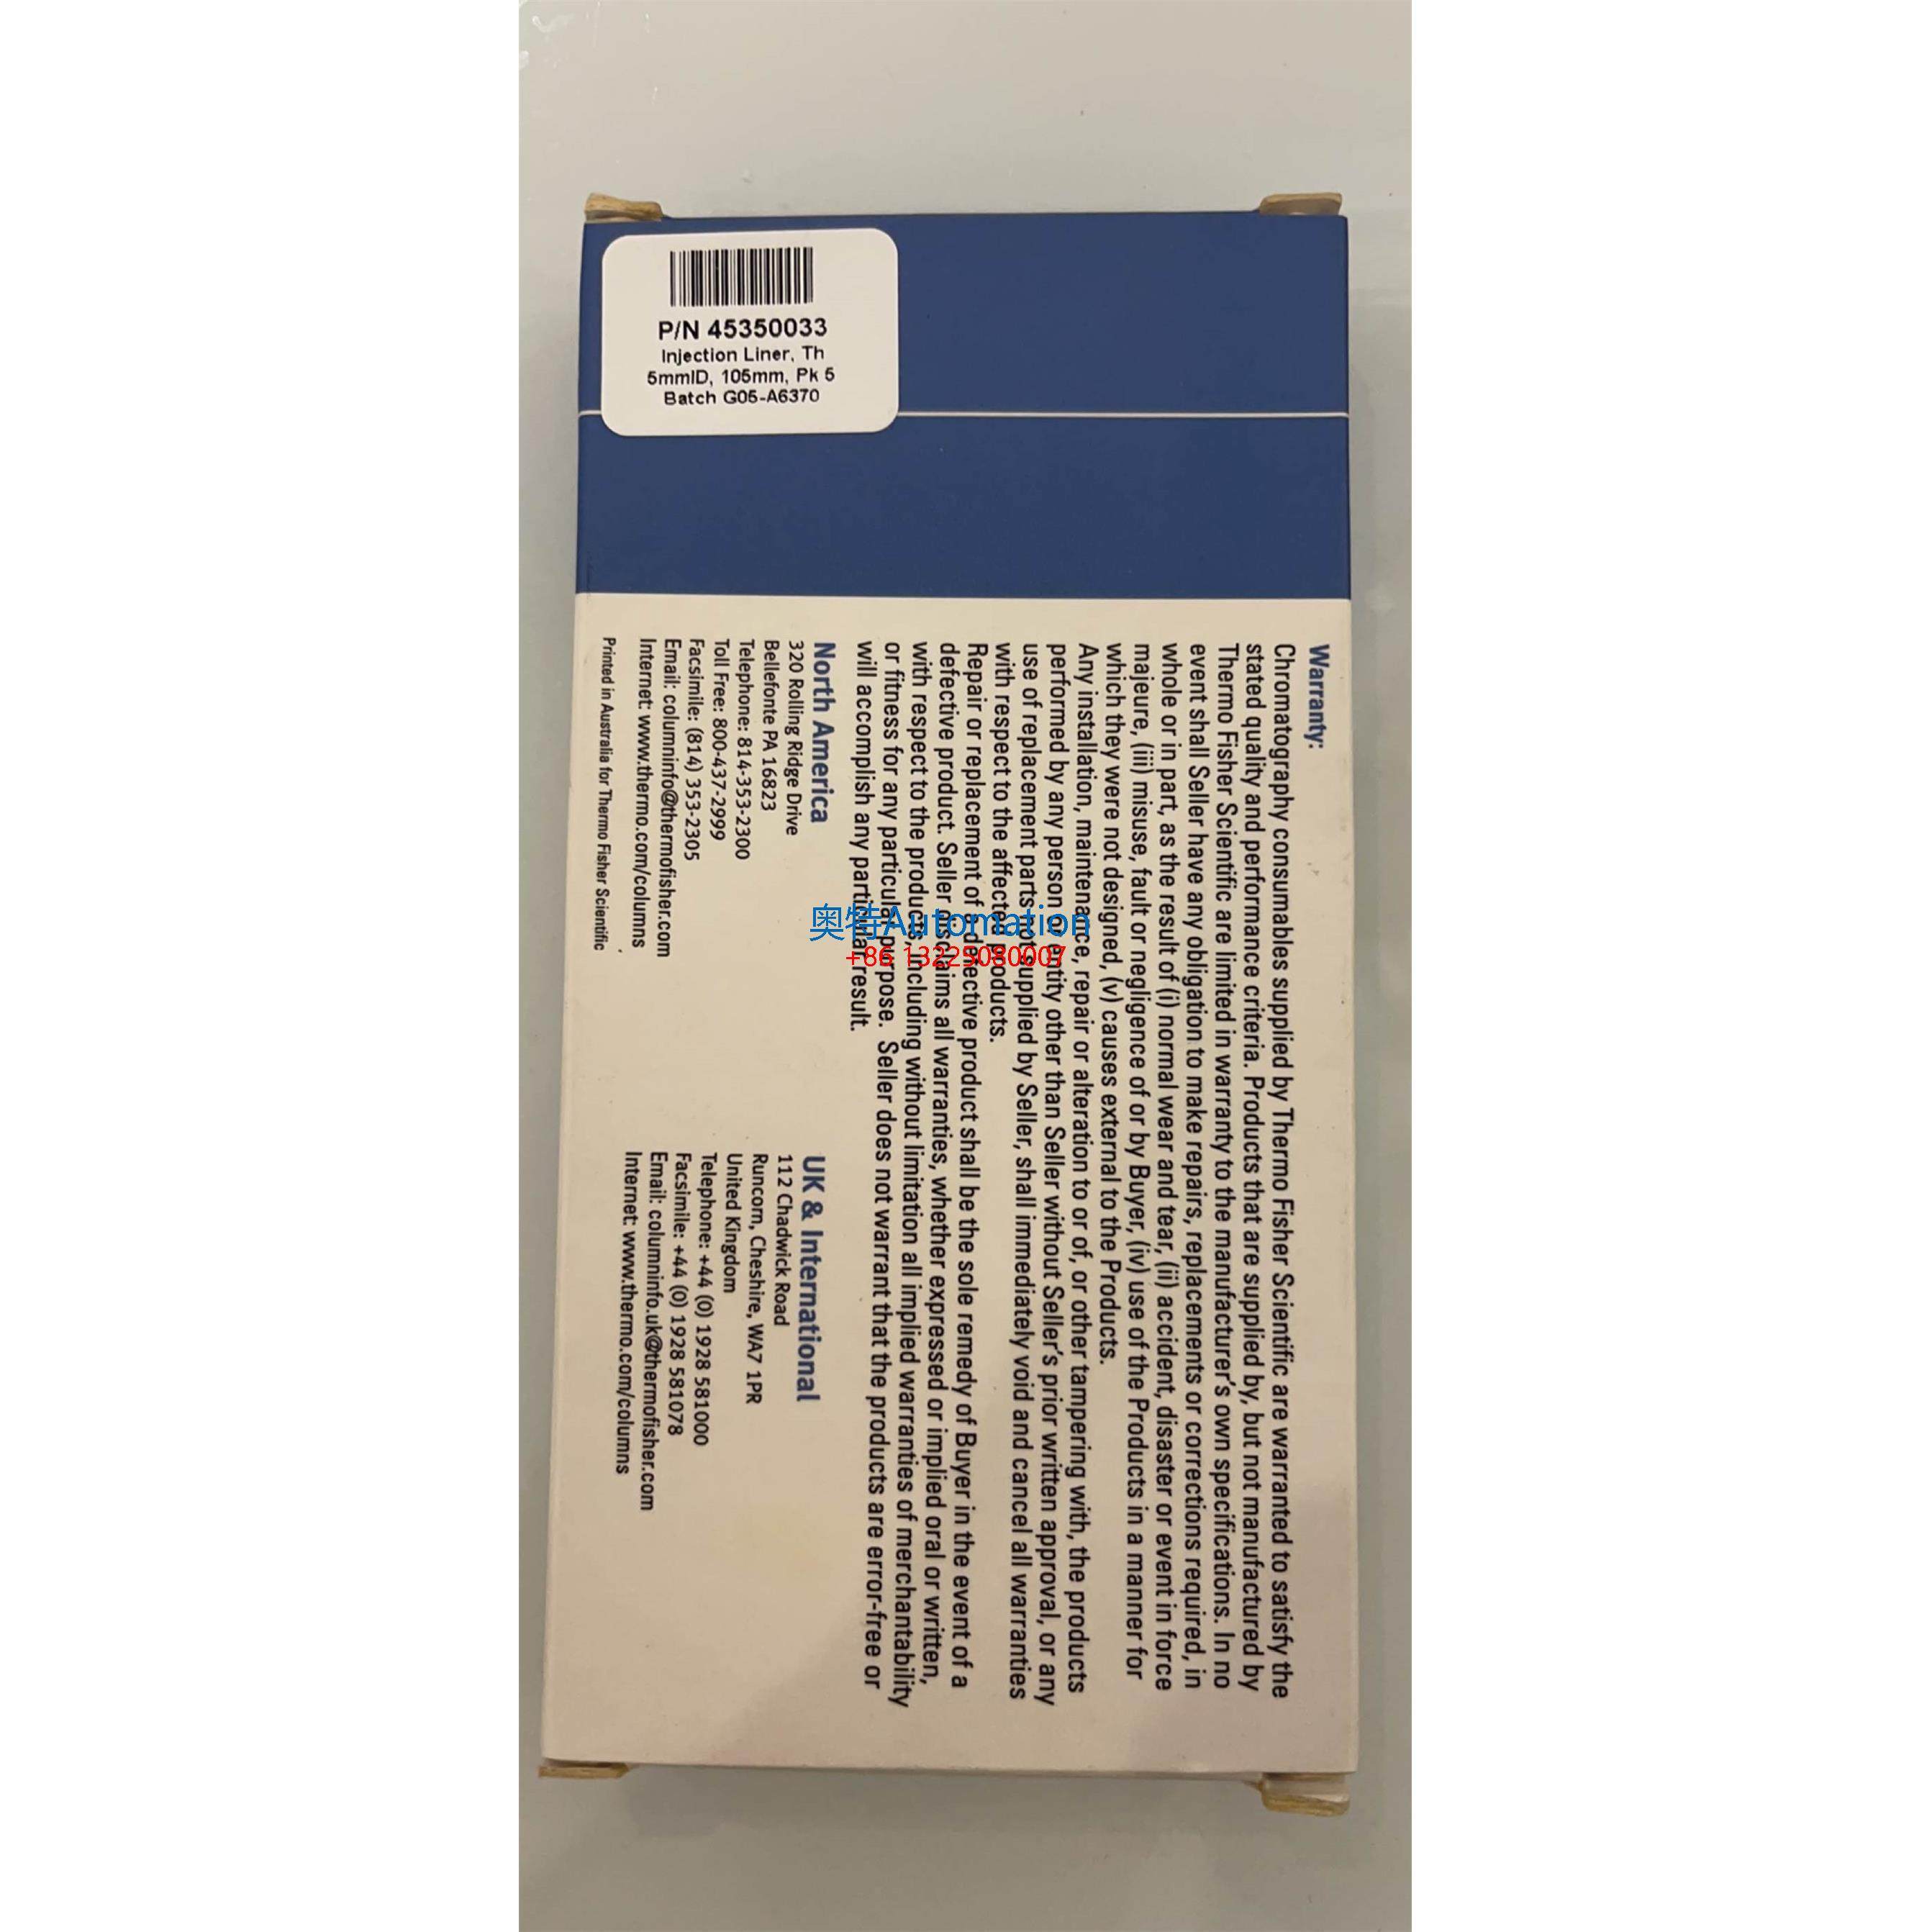 P/N 45350033
Injection Liner, Th
5mmID, 105mm, Pk 5
Batch G05-A6370
Warranty:
Chromatography consumables supplied by Thermo Fisher Scientific are warranted to satisfy the
stated quality and performance criteria. Products that are supplied by, but not manufactured by
Thermo Fisher Scientific are limited in warranty to the manufacturer's own specifications. In no
event shall Seller have any obligation to make repairs, replacements or corrections required, in
whole or in part, as the result of (i) normal wear and tear, (ii) accident, disaster or event in force
majeure, (iii) misuse, fault or negligence of or by Buyer, (iv) use of the Products in a manner for
which they were not designed, (v) causes external to the Products.
Any installation, maintenance, repair or alteration to or of, or other tampering with, the products
performed by any person or entity other than Seller without Seller's prior written approval, or any
use of replacement parts not supplied by Seller, shall immediately void and cancel all warranties
with respect to the affected products.
Repair or replacement of a defective product shall be the sole remedy of Buyer in the event of a
defective product. Seller disclaims all warranties, whether expressed or implied oral or written,
with respect to the products, including without limitation all implied warranties of merchantability
or fitness for any particular purpose. Seller does not warrant that the products are error-free or
will accomplish any particular result.
North America
320 Rolling Ridge Drive
Bellefonte PA 16823
Telephone: 814-353-2300
Toll Free: 800-437-2999
Facsimile: (814) 353-2305
Email: columninfo@thermofisher.com
Internet: www.thermo.com/columns
UK & International
112 Chadwick Road
Runcorn, Cheshire, WA7 1PR
United Kingdom
Telephone: +44 (0) 1928 581000
Facsimile: +44 (0) 1928 581078
Email: columninfo.uk@thermofisher.com
Internet: www.thermo.com/columns
Printed in Australia for Thermo Fisher Scientific
奥特Automation
+86 13225080007